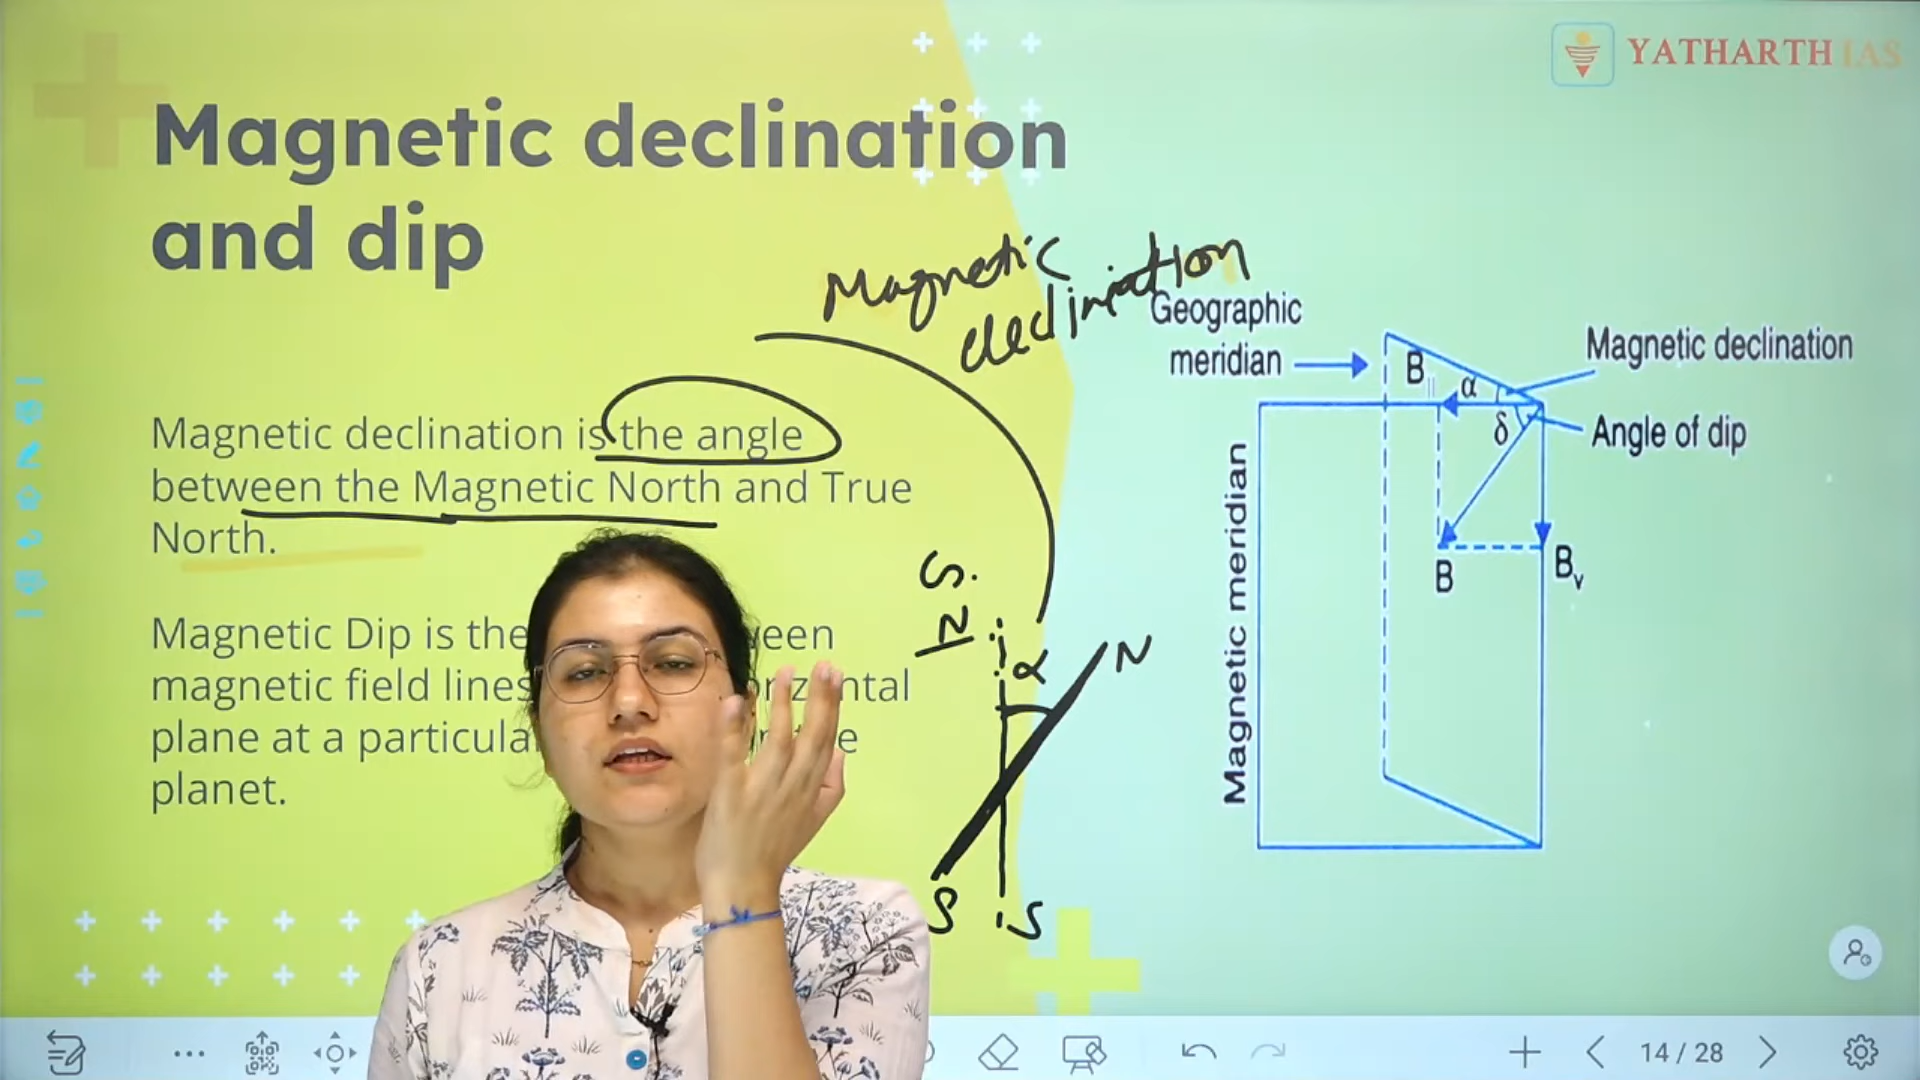 YATHARTH IAS
Magnetic declination
and dip
Magnetic
declination
Magnetic declination is the angle
between the Magnetic North and True
North.
Magnetic Dip is the
magnetic field lines
plane at a particula
planet.
G.
N
α
N
S
S
Geographic
meridian
Magnetic declination
B||
α
δ
Angle of dip
B
Bv
Magnetic meridian
14 / 28